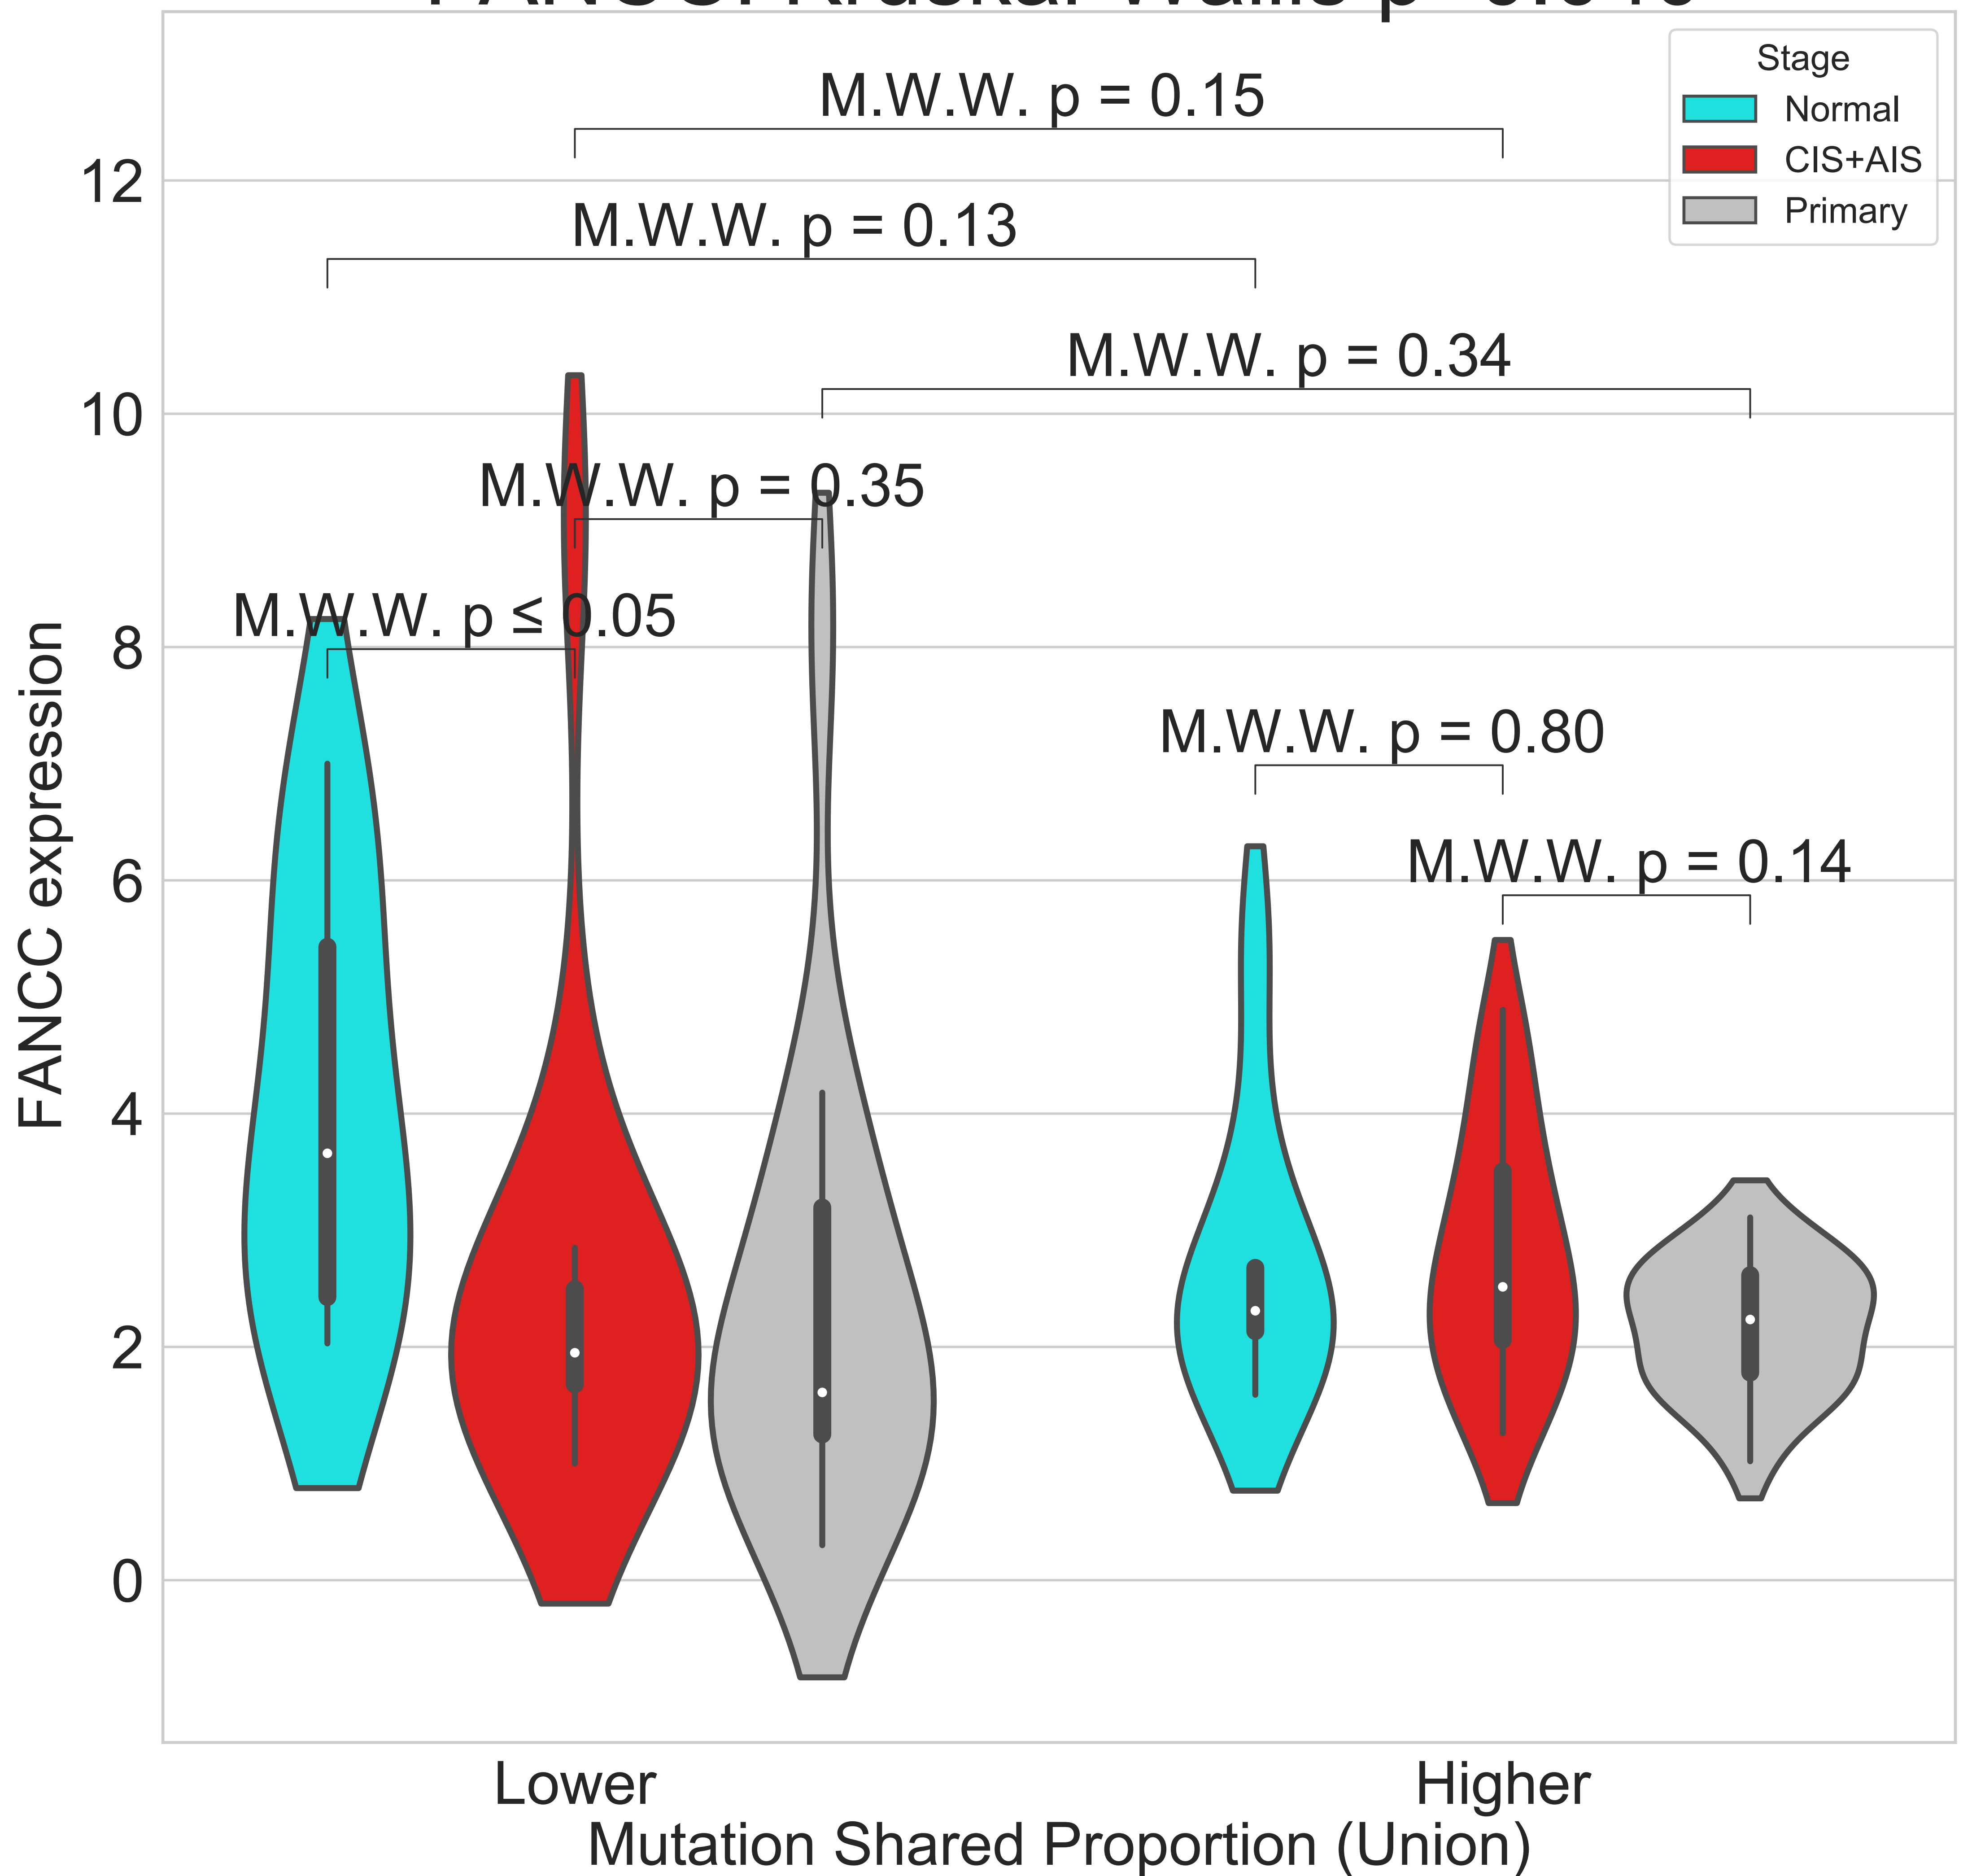 Stage
Normal
CIS+AIS
Primary
M.W.W. p = 0.15
M.W.W. p = 0.13
M.W.W. p = 0.34
M.W.W. p = 0.35
M.W.W. p ≤ 0.05
M.W.W. p = 0.80
M.W.W. p = 0.14
12
10
8
6
4
2
0
FANCC expression
Lower
Higher
Mutation Shared Proportion (Union)